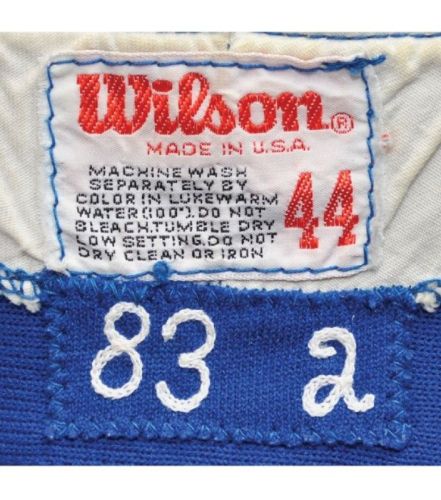 Wilson®
MADE IN U.S.A.
MACHINE WASH
SEPARATELY BY
COLOR IN LUKEWARM
WATER(100°).DO NOT
BLEACH.TUMBLE DRY
LOW SETTING.DO NOT
DRY CLEAN OR IRON
44
83 2